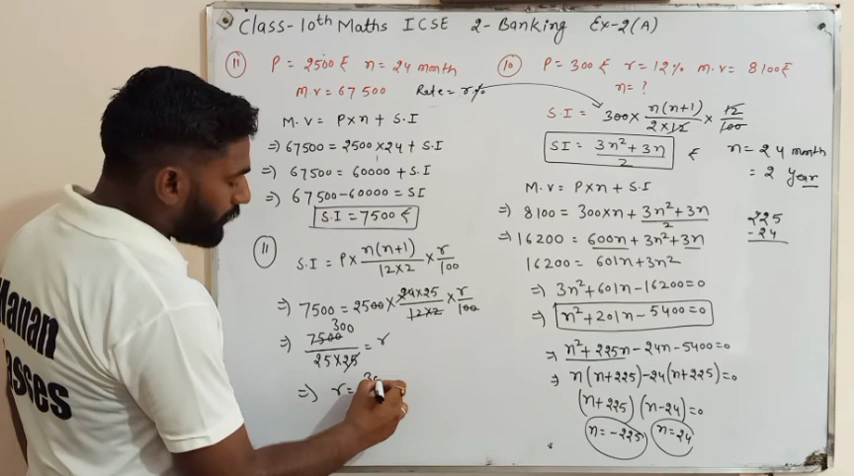 Class-10th Maths ICSE 2-Banking Ex-2(A)
(11) P = 2500 ₹ n = 24 month
M.V = 67500 Rate = r%
M.V = P×n + S.I
=) 67500 = 2500×24 + S.I
=) 67500 = 60000 + S.I
=) 67500-60000 = SI
S.I = 7500 ₹
(11) S.I = P × n(n+1)/12×2 × r/100
=) 7500 = 2500 × 24×25/12×2 × r/100
300
=) 7500/25×25 = r
=) r =
(10) P = 300 ₹ r = 12% M.V = 8100 ₹
n = ?
S.I = 300 × n(n+1)/2×12 × 12/100
SI = 3n²+3n/2 ₹
n = 24 month
= 2 Year
M.V = P×n + S.I
=) 8100 = 300×n + 3n²+3n/2
=) 16200 = 600n + 3n² + 3n
16200 = 601n + 3n²
=) 3n²+601n-16200=0
=) n²+201n-5400=0
=) n²+225n-24n-5400=0
=) n(n+225)-24(n+225)=0
(n+225)(n-24)=0
n=-225 n=24
225
-24
Manan
Classes